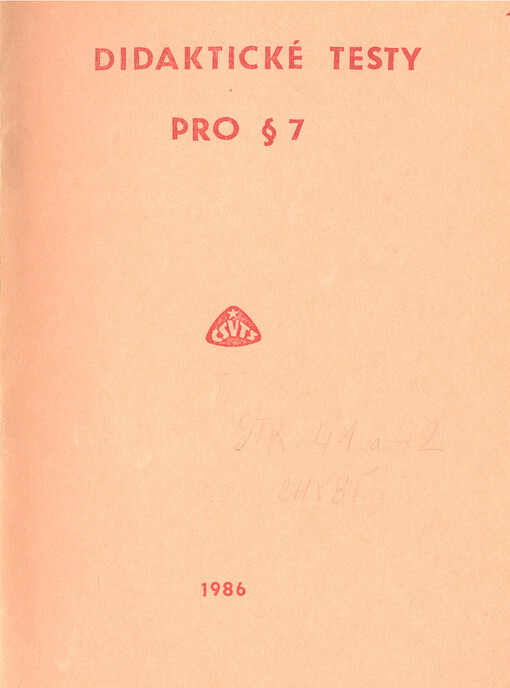 DIDAKTICKÉ TESTY
PRO § 7
ČSVTS
STR 41 a 42
CHYBÍ
1986